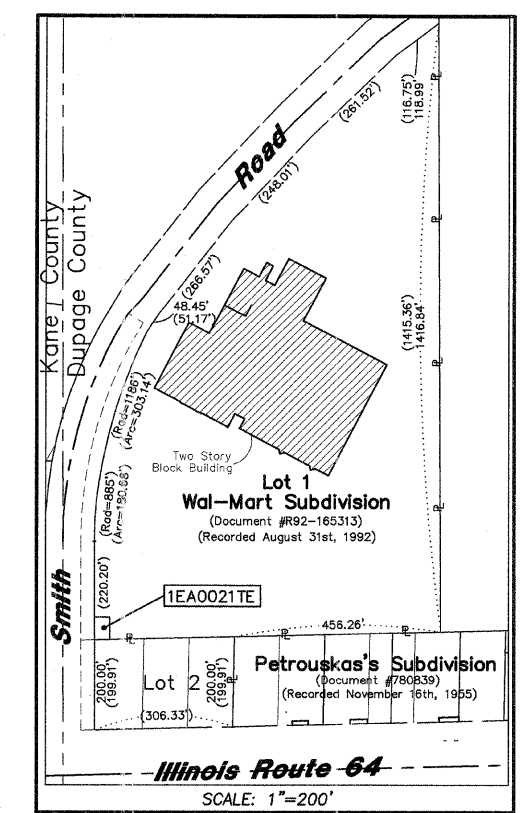 (116.75')
118.99'
(261.52')
Road
(248.01')
Kane County
Dupage County
(266.57')
48.45'
(51.17')
(1415.36')
1416.84'
(Rad=1186')
(Arc=303.14')
Two Story
Block Building
Lot 1
Wal-Mart Subdivision
(Document #R92-165313)
(Recorded August 31st, 1992)
(Rad=885')
(Arc=180.68')
(220.20')
1EA0021TE
Smith
456.26'
200.00'
(199.91')
Lot 2
200.00'
(199.91')
Petrouskas's Subdivision
(Document #780839)
(Recorded November 16th, 1955)
(306.33')
Illinois Route 64
SCALE: 1"=200'